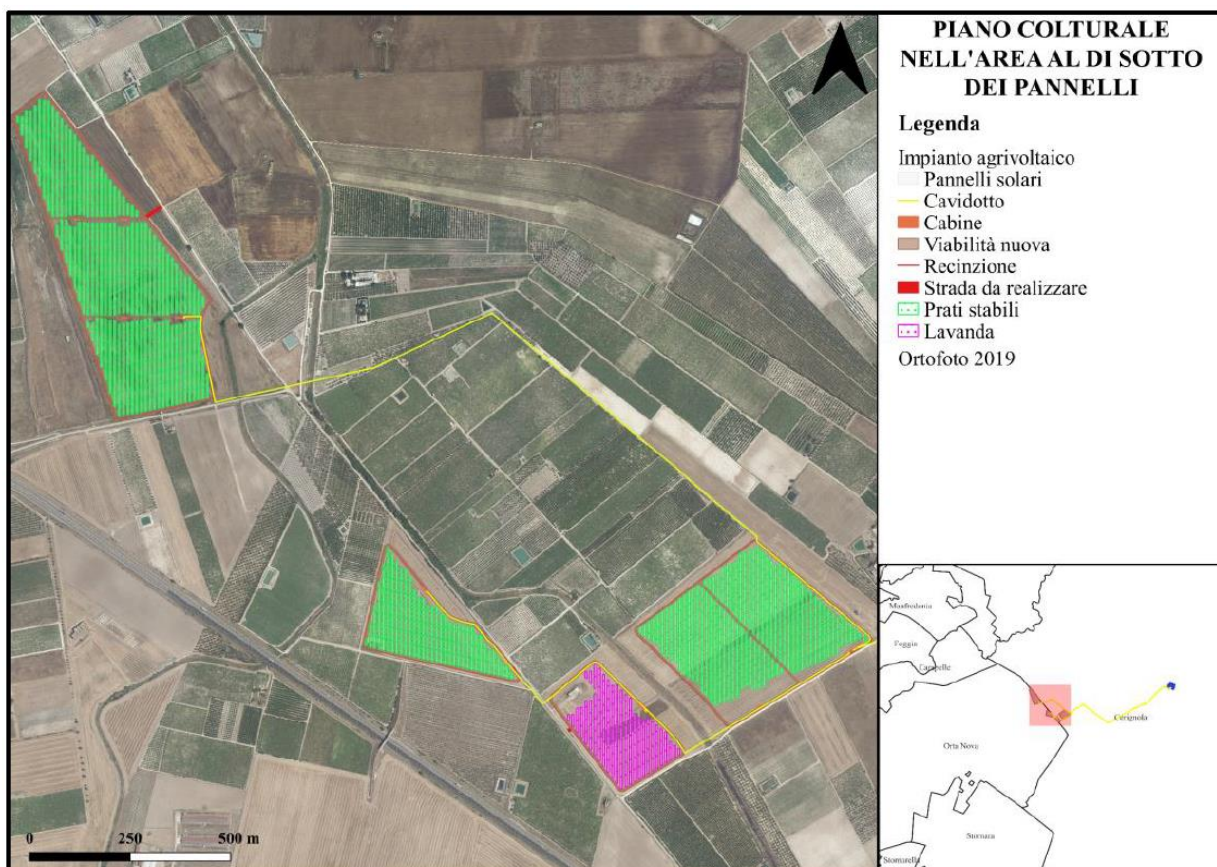 PIANO COLTURALE
NELL'AREA AL DI SOTTO
DEI PANNELLI
Legenda
Impianto agrivoltaico
Pannelli solari
Cavidotto
Cabine
Viabilità nuova
Recinzione
Strada da realizzare
Prati stabili
Lavanda
Ortofoto 2019
0 250 500 m
Manfredonia
Foggia
Carapelle
Cerignola
Orta Nova
Stornara
Stornarella